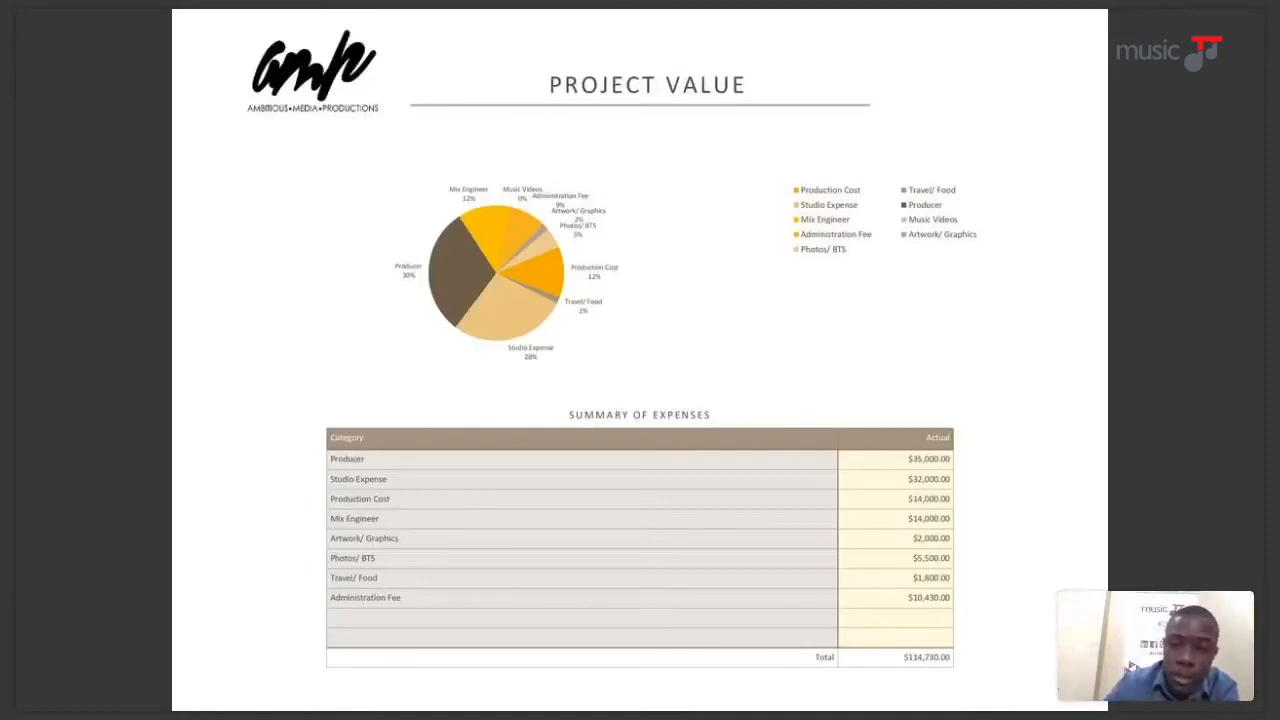 amp
AMBITIOUS•MEDIA•PRODUCTIONS
PROJECT VALUE
music TT
Mix Engineer
12%
Music Videos
0%
Administration Fee
9%
Artwork/ Graphics
2%
Photos/ BTS
5%
Producer
30%
Production Cost
12%
Travel/ Food
2%
Studio Expense
28%
Production Cost
Travel/ Food
Studio Expense
Producer
Mix Engineer
Music Videos
Administration Fee
Artwork/ Graphics
Photos/ BTS
SUMMARY OF EXPENSES
Category Actual
Producer $35,000.00
Studio Expense $32,000.00
Production Cost $14,000.00
Mix Engineer $14,000.00
Artwork/ Graphics $2,000.00
Photos/ BTS $5,500.00
Travel/ Food $1,800.00
Administration Fee $10,430.00
Total $114,730.00
music